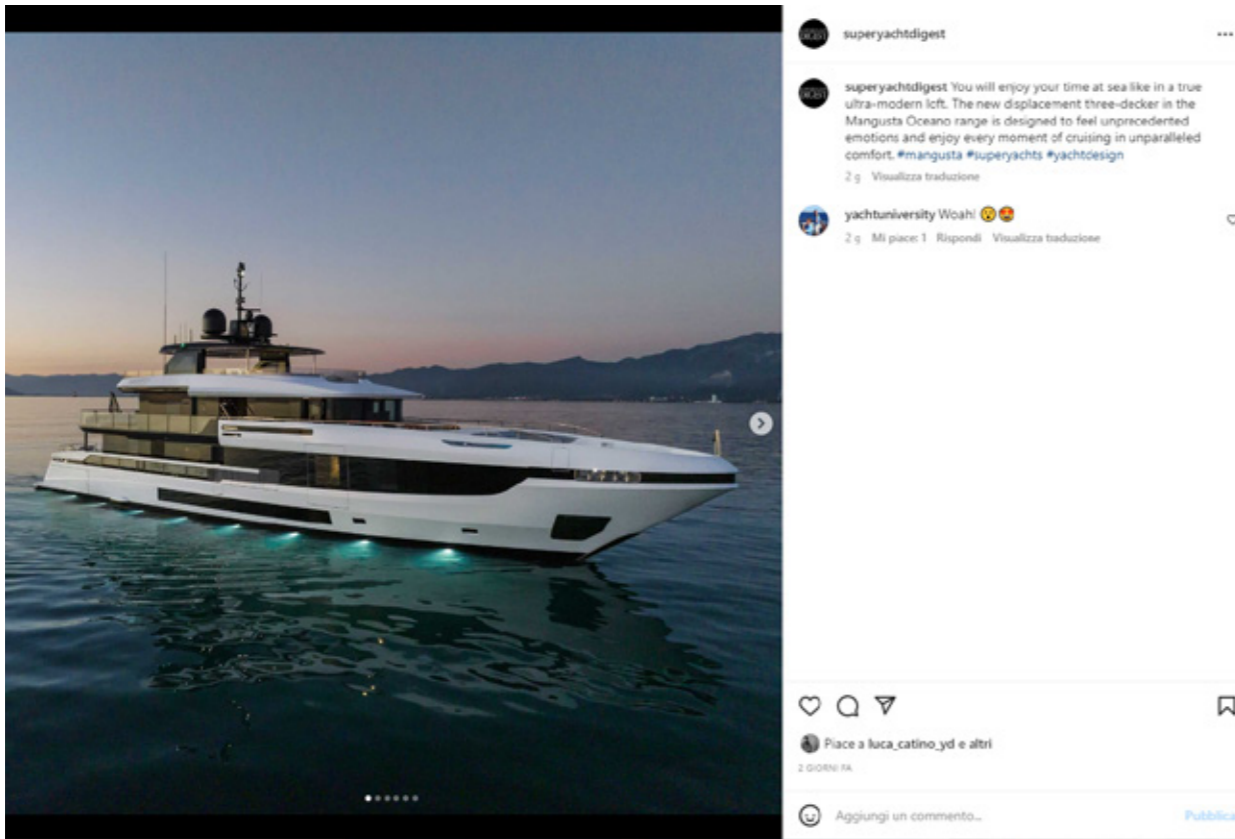 superyachtdigest
superyachtdigest You will enjoy your time at sea like in a true
ultra-modern loft. The new displacement three-decker in the
Mangusta Oceano range is designed to feel unprecedented
emotions and enjoy every moment of cruising in unparalleled
comfort. #mangusta #superyachts #yachtdesign
2 g Visualizza traduzione
yachtuniversity Woah! 😮😍
2 g Mi piace: 1 Rispondi Visualizza traduzione
Piace a luca_catino_yd e altri
2 GIORNI FA
Aggiungi un commento... Pubblica